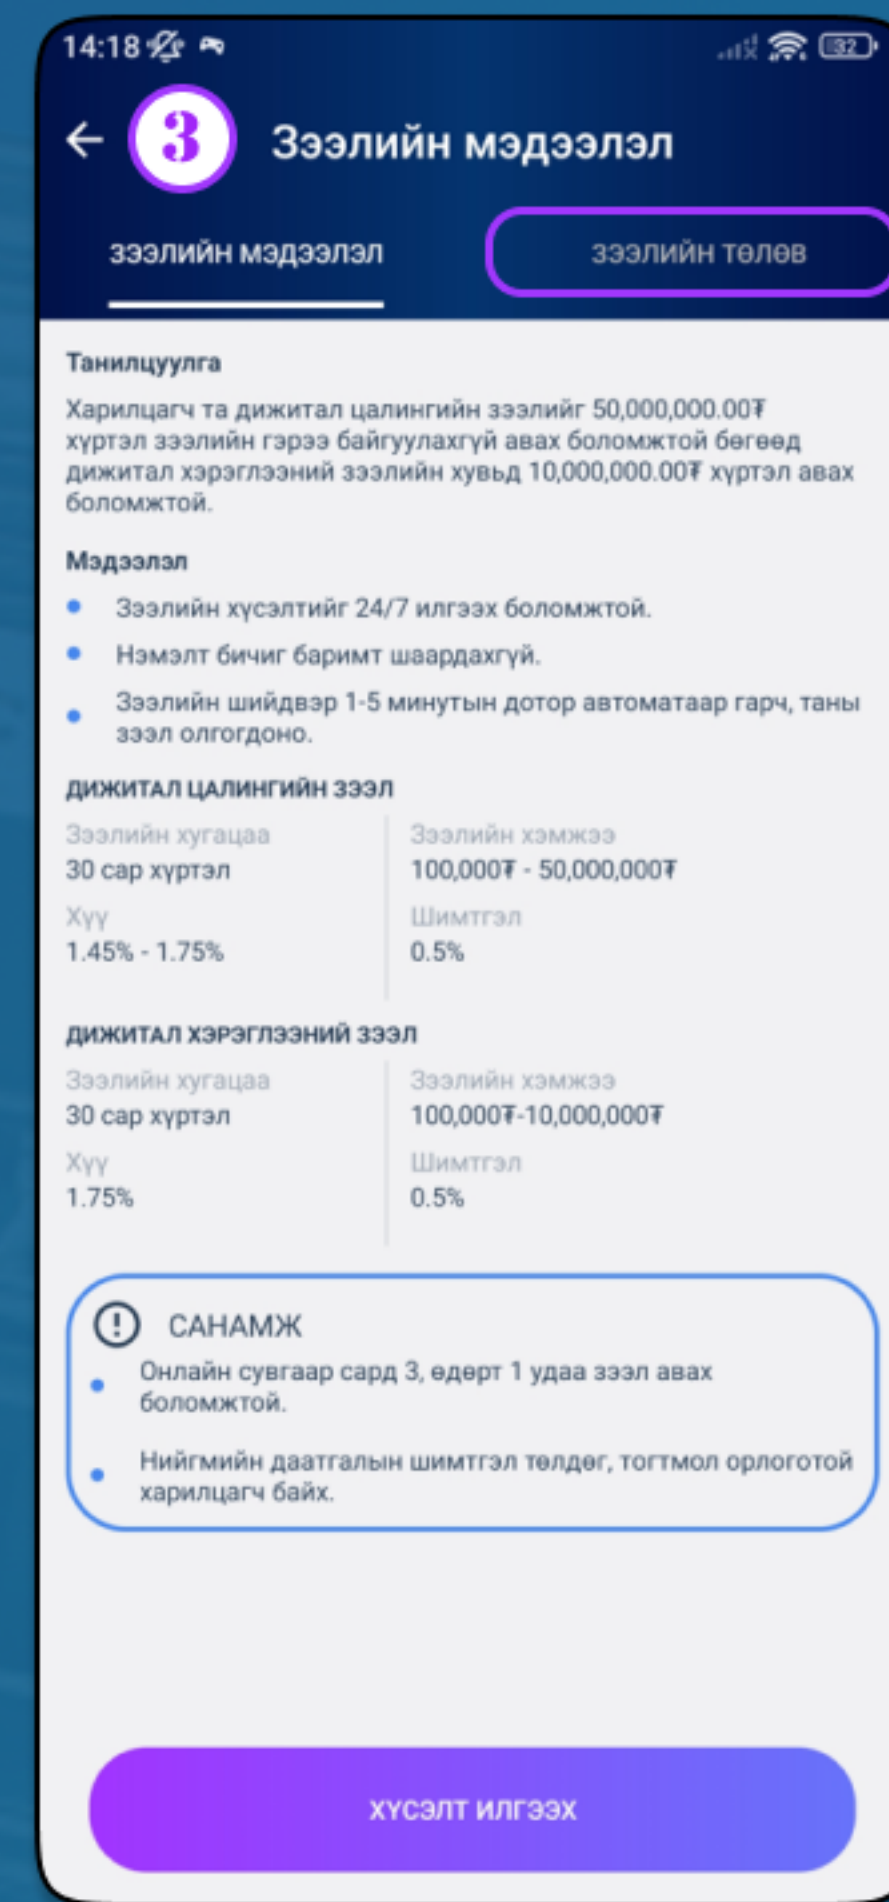 14:18
32
3
Зээлийн мэдээлэл
ЗЭЭЛИЙН МЭДЭЭЛЭЛ
ЗЭЭЛИЙН ТӨЛӨВ
Танилцуулга
Харилцагч та дижитал цалингийн зээлийг 50,000,000.00₮
хүртэл зээлийн гэрээ байгуулахгүй авах боломжтой бөгөөд
дижитал хэрэглээний зээлийн хувьд 10,000,000.00₮ хүртэл авах
боломжтой.
Мэдээлэл
Зээлийн хүсэлтийг 24/7 илгээх боломжтой.
Нэмэлт бичиг баримт шаардахгүй.
Зээлийн шийдвэр 1-5 минутын дотор автоматаар гарч, таны
зээл олгогдоно.
ДИЖИТАЛ ЦАЛИНГИЙН ЗЭЭЛ
Зээлийн хугацаа
30 сар хүртэл
Зээлийн хэмжээ
100,000₮ - 50,000,000₮
Хүү
1.45% - 1.75%
Шимтгэл
0.5%
ДИЖИТАЛ ХЭРЭГЛЭЭНИЙ ЗЭЭЛ
Зээлийн хугацаа
30 сар хүртэл
Зээлийн хэмжээ
100,000₮-10,000,000₮
Хүү
1.75%
Шимтгэл
0.5%
САНАМЖ
Онлайн сувгаар сард 3, өдөрт 1 удаа зээл авах
боломжтой.
Нийгмийн даатгалын шимтгэл төлдөг, тогтмол орлоготой
харилцагч байх.
ХҮСЭЛТ ИЛГЭЭХ